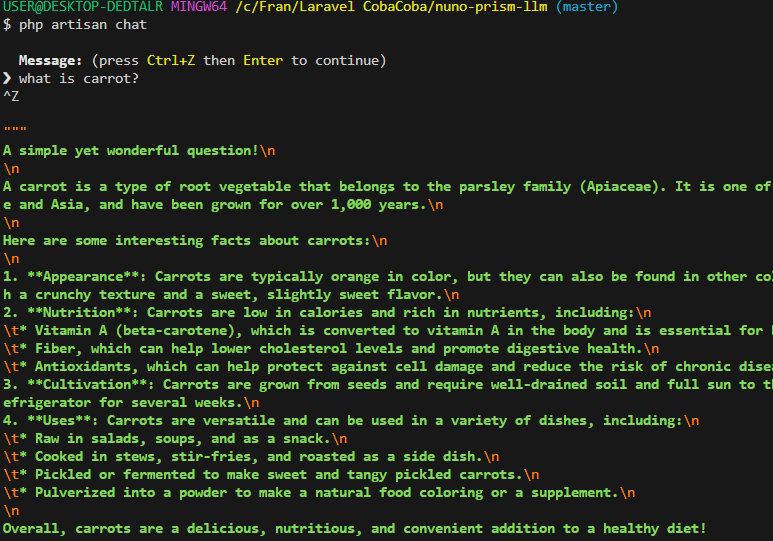 USER@DESKTOP-DEDTALR MINGW64 /c/Fran/Laravel CobaCoba/nuno-prism-llm (master)
$ php artisan chat
Message: (press Ctrl+Z then Enter to continue)
❯ what is carrot?
^Z
"""
A simple yet wonderful question!\n
\n
A carrot is a type of root vegetable that belongs to the parsley family (Apiaceae). It is one of
e and Asia, and have been grown for over 1,000 years.\n
\n
Here are some interesting facts about carrots:\n
\n
1. **Appearance**: Carrots are typically orange in color, but they can also be found in other co
h a crunchy texture and a sweet, slightly sweet flavor.\n
2. **Nutrition**: Carrots are low in calories and rich in nutrients, including:\n
\t* Vitamin A (beta-carotene), which is converted to vitamin A in the body and is essential for
\t* Fiber, which can help lower cholesterol levels and promote digestive health.\n
\t* Antioxidants, which can help protect against cell damage and reduce the risk of chronic dise
3. **Cultivation**: Carrots are grown from seeds and require well-drained soil and full sun to t
efrigerator for several weeks.\n
4. **Uses**: Carrots are versatile and can be used in a variety of dishes, including:\n
\t* Raw in salads, soups, and as a snack.\n
\t* Cooked in stews, stir-fries, and roasted as a side dish.\n
\t* Pickled or fermented to make sweet and tangy pickled carrots.\n
\t* Pulverized into a powder to make a natural food coloring or a supplement.\n
\n
Overall, carrots are a delicious, nutritious, and convenient addition to a healthy diet!